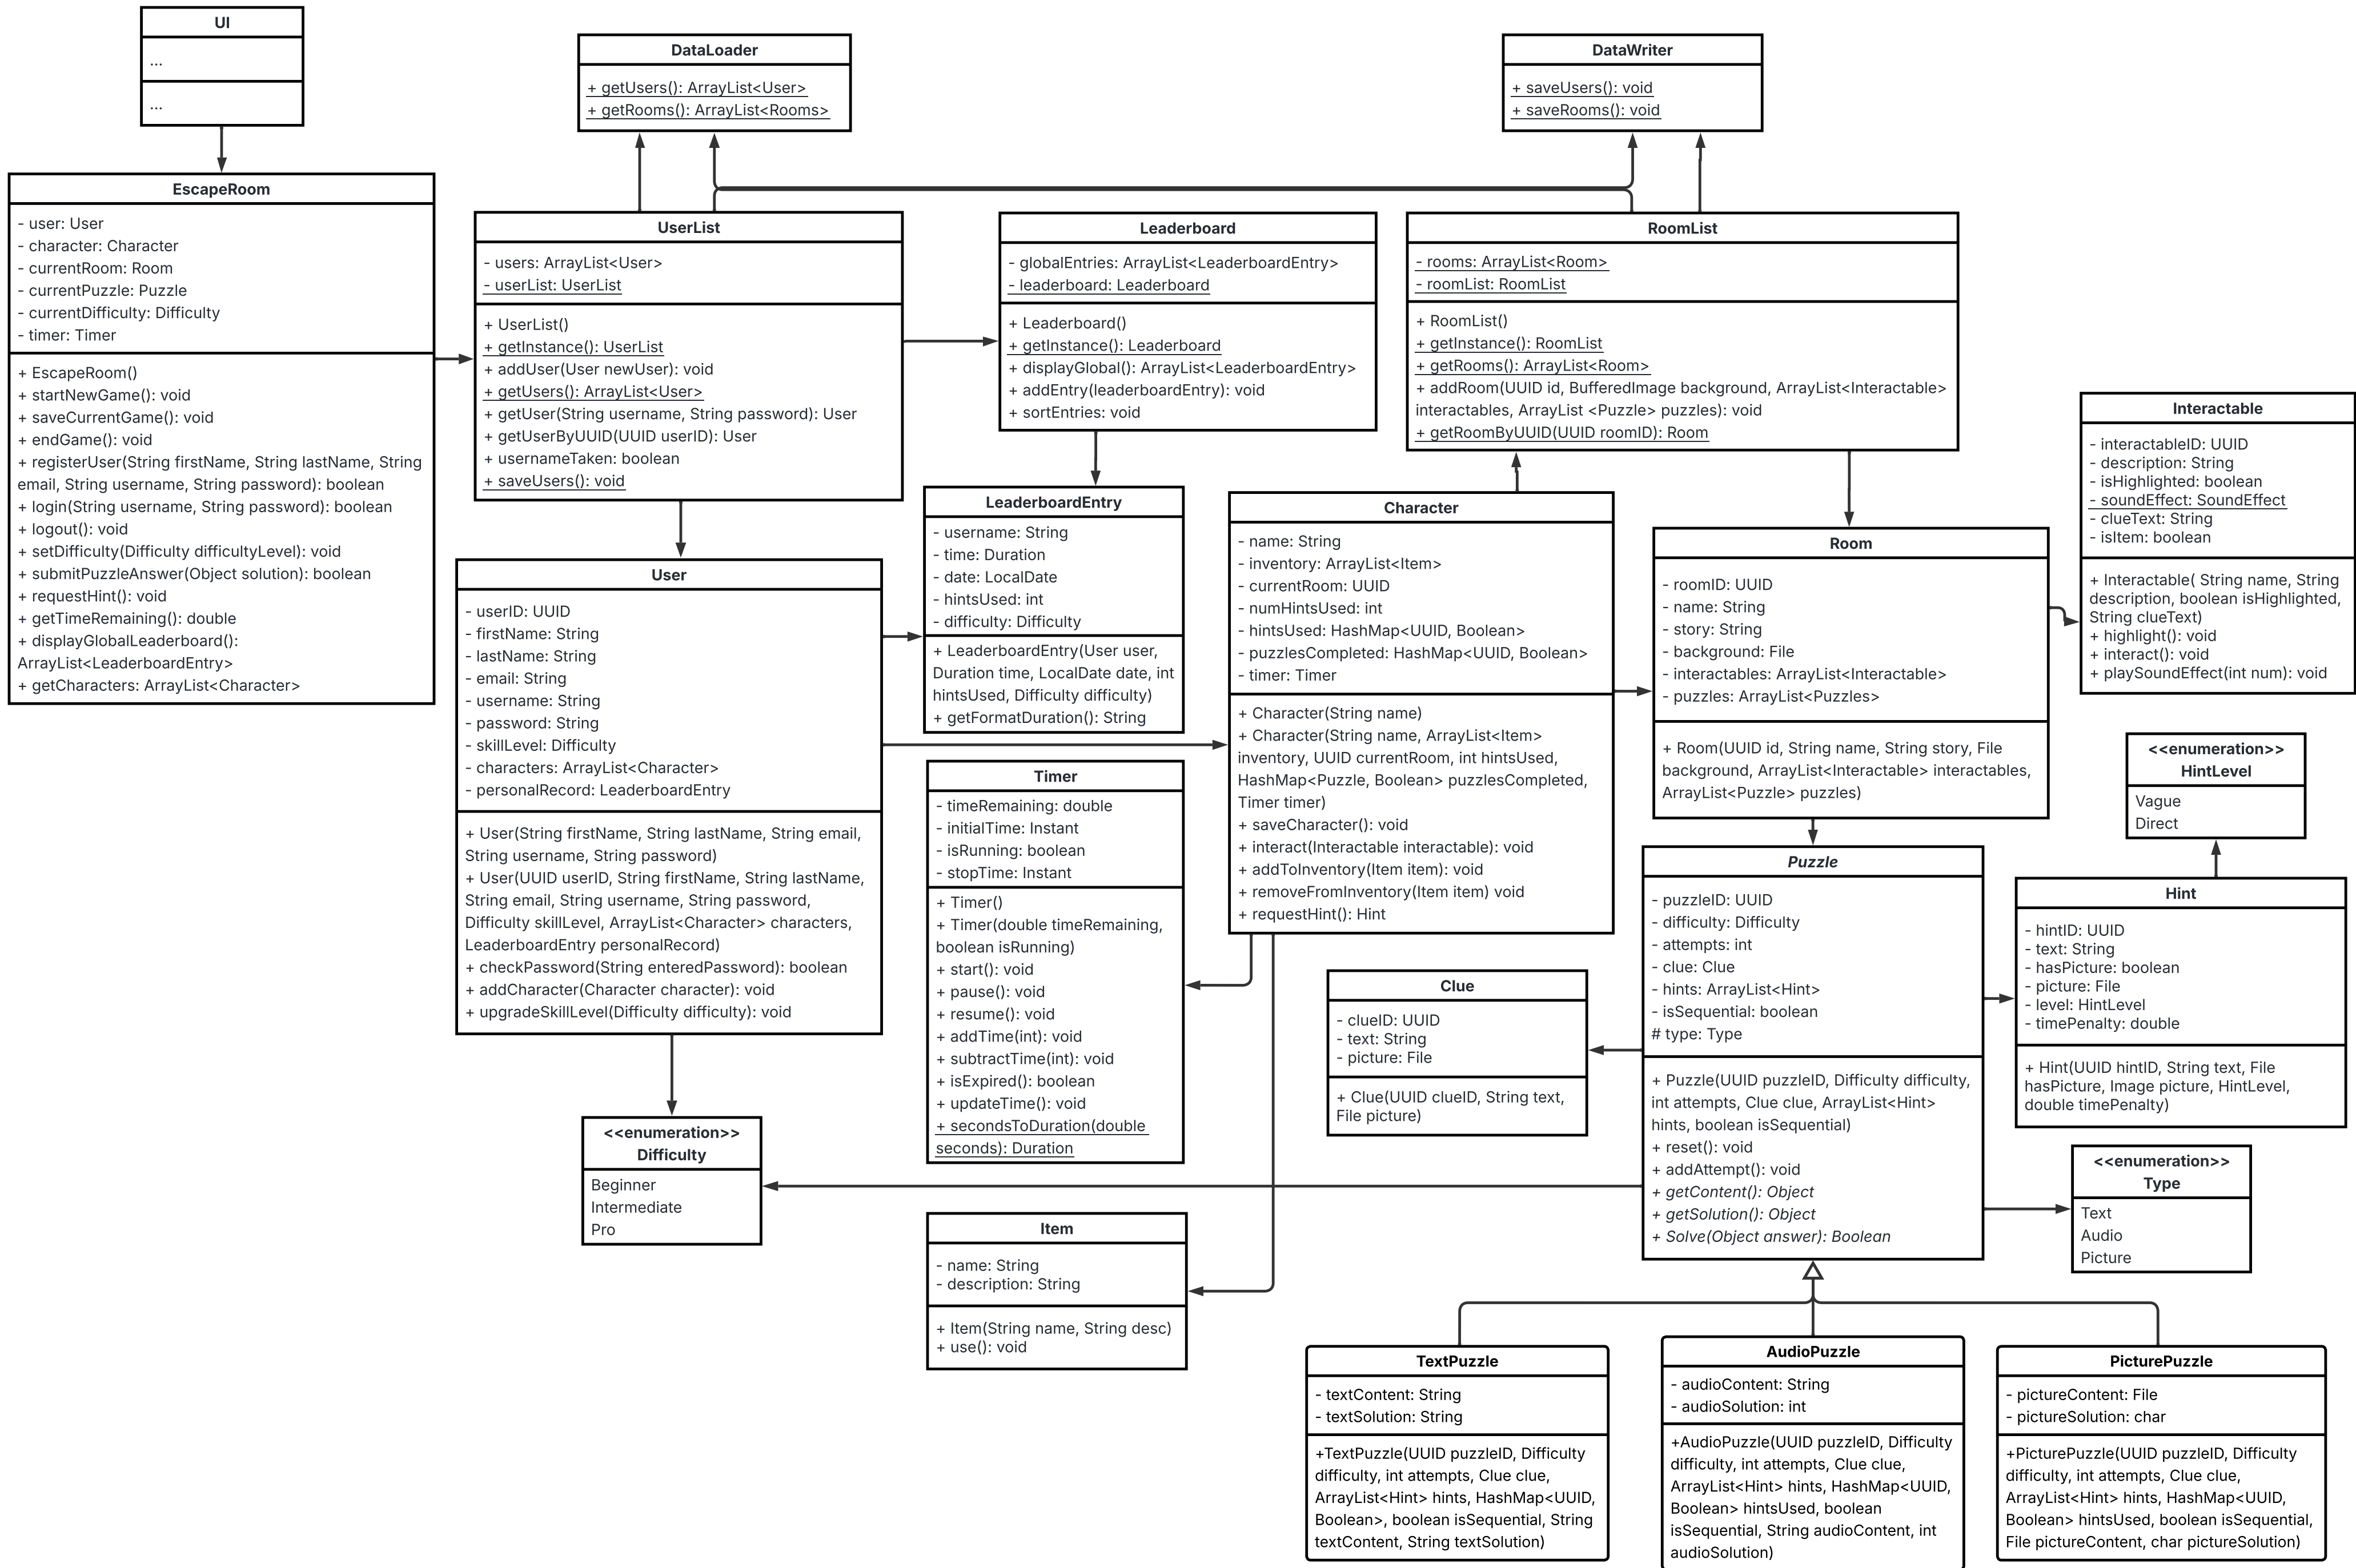 UI
...
...
DataLoader
+ getUsers(): ArrayList<User>
+ getRooms(): ArrayList<Rooms>
DataWriter
+ saveUsers(): void
+ saveRooms(): void
EscapeRoom
- user: User
- character: Character
- currentRoom: Room
- currentPuzzle: Puzzle
- currentDifficulty: Difficulty
- timer: Timer
+ EscapeRoom()
+ startNewGame(): void
+ saveCurrentGame(): void
+ endGame(): void
+ registerUser(String firstName, String lastName, String
email, String username, String password): boolean
+ login(String username, String password): boolean
+ logout(): void
+ setDifficulty(Difficulty difficultyLevel): void
+ submitPuzzleAnswer(Object solution): boolean
+ requestHint(): void
+ getTimeRemaining(): double
+ displayGlobalLeaderboard():
ArrayList<LeaderboardEntry>
+ getCharacters: ArrayList<Character>
UserList
- users: ArrayList<User>
- userList: UserList
+ UserList()
+ getInstance(): UserList
+ addUser(User newUser): void
+ getUsers(): ArrayList<User>
+ getUser(String username, String password): User
+ getUserByUUID(UUID userID): User
+ usernameTaken: boolean
+ saveUsers(): void
Leaderboard
- globalEntries: ArrayList<LeaderboardEntry>
- leaderboard: Leaderboard
+ Leaderboard()
+ getInstance(): Leaderboard
+ displayGlobal(): ArrayList<LeaderboardEntry>
+ addEntry(leaderboardEntry): void
+ sortEntries: void
RoomList
- rooms: ArrayList<Room>
- roomList: RoomList
+ RoomList()
+ getInstance(): RoomList
+ getRooms(): ArrayList<Room>
+ addRoom(UUID id, BufferedImage background, ArrayList<Interactable>
interactables, ArrayList <Puzzle> puzzles): void
+ getRoomByUUID(UUID roomID): Room
Interactable
- interactableID: UUID
- description: String
- isHighlighted: boolean
- soundEffect: SoundEffect
- clueText: String
- isItem: boolean
+ Interactable( String name, String
description, boolean isHighlighted,
String clueText)
+ highlight(): void
+ interact(): void
+ playSoundEffect(int num): void
LeaderboardEntry
- username: String
- time: Duration
- date: LocalDate
- hintsUsed: int
- difficulty: Difficulty
+ LeaderboardEntry(User user,
Duration time, LocalDate date, int
hintsUsed, Difficulty difficulty)
+ getFormatDuration(): String
Character
- name: String
- inventory: ArrayList<Item>
- currentRoom: UUID
- numHintsUsed: int
- hintsUsed: HashMap<UUID, Boolean>
- puzzlesCompleted: HashMap<UUID, Boolean>
- timer: Timer
+ Character(String name)
+ Character(String name, ArrayList<Item>
inventory, UUID currentRoom, int hintsUsed,
HashMap<Puzzle, Boolean> puzzlesCompleted,
Timer timer)
+ saveCharacter(): void
+ interact(Interactable interactable): void
+ addToInventory(Item item): void
+ removeFromInventory(Item item) void
+ requestHint(): Hint
Room
- roomID: UUID
- name: String
- story: String
- background: File
- interactables: ArrayList<Interactable>
- puzzles: ArrayList<Puzzles>
+ Room(UUID id, String name, String story, File
background, ArrayList<Interactable> interactables,
ArrayList<Puzzle> puzzles)
User
- userID: UUID
- firstName: String
- lastName: String
- email: String
- username: String
- password: String
- skillLevel: Difficulty
- characters: ArrayList<Character>
- personalRecord: LeaderboardEntry
+ User(String firstName, String lastName, String email,
String username, String password)
+ User(UUID userID, String firstName, String lastName,
String email, String username, String password,
Difficulty skillLevel, ArrayList<Character> characters,
LeaderboardEntry personalRecord)
+ checkPassword(String enteredPassword): boolean
+ addCharacter(Character character): void
+ upgradeSkillLevel(Difficulty difficulty): void
Timer
- timeRemaining: double
- initialTime: Instant
- isRunning: boolean
- stopTime: Instant
+ Timer()
+ Timer(double timeRemaining,
boolean isRunning)
+ start(): void
+ pause(): void
+ resume(): void
+ addTime(int): void
+ subtractTime(int): void
+ isExpired(): boolean
+ updateTime(): void
+ secondsToDuration(double
seconds): Duration
<<enumeration>>
HintLevel
Vague
Direct
Puzzle
- puzzleID: UUID
- difficulty: Difficulty
- attempts: int
- clue: Clue
- hints: ArrayList<Hint>
- isSequential: boolean
# type: Type
+ Puzzle(UUID puzzleID, Difficulty difficulty,
int attempts, Clue clue, ArrayList<Hint>
hints, boolean isSequential)
+ reset(): void
+ addAttempt(): void
+ getContent(): Object
+ getSolution(): Object
+ Solve(Object answer): Boolean
Hint
- hintID: UUID
- text: String
- hasPicture: boolean
- picture: File
- level: HintLevel
- timePenalty: double
+ Hint(UUID hintID, String text, File
hasPicture, Image picture, HintLevel,
double timePenalty)
Clue
- clueID: UUID
- text: String
- picture: File
+ Clue(UUID clueID, String text,
File picture)
<<enumeration>>
Difficulty
Beginner
Intermediate
Pro
<<enumeration>>
Type
Text
Audio
Picture
Item
- name: String
- description: String
+ Item(String name, String desc)
+ use(): void
TextPuzzle
- textContent: String
- textSolution: String
+TextPuzzle(UUID puzzleID, Difficulty
difficulty, int attempts, Clue clue,
ArrayList<Hint> hints, HashMap<UUID,
Boolean>, boolean isSequential, String
textContent, String textSolution)
AudioPuzzle
- audioContent: String
- audioSolution: int
+AudioPuzzle(UUID puzzleID, Difficulty
difficulty, int attempts, Clue clue,
ArrayList<Hint> hints, HashMap<UUID,
Boolean> hintsUsed, boolean
isSequential, String audioContent, int
audioSolution)
PicturePuzzle
- pictureContent: File
- pictureSolution: char
+PicturePuzzle(UUID puzzleID, Difficulty
difficulty, int attempts, Clue clue,
ArrayList<Hint> hints, HashMap<UUID,
Boolean> hintsUsed, boolean isSequential,
File pictureContent, char pictureSolution)